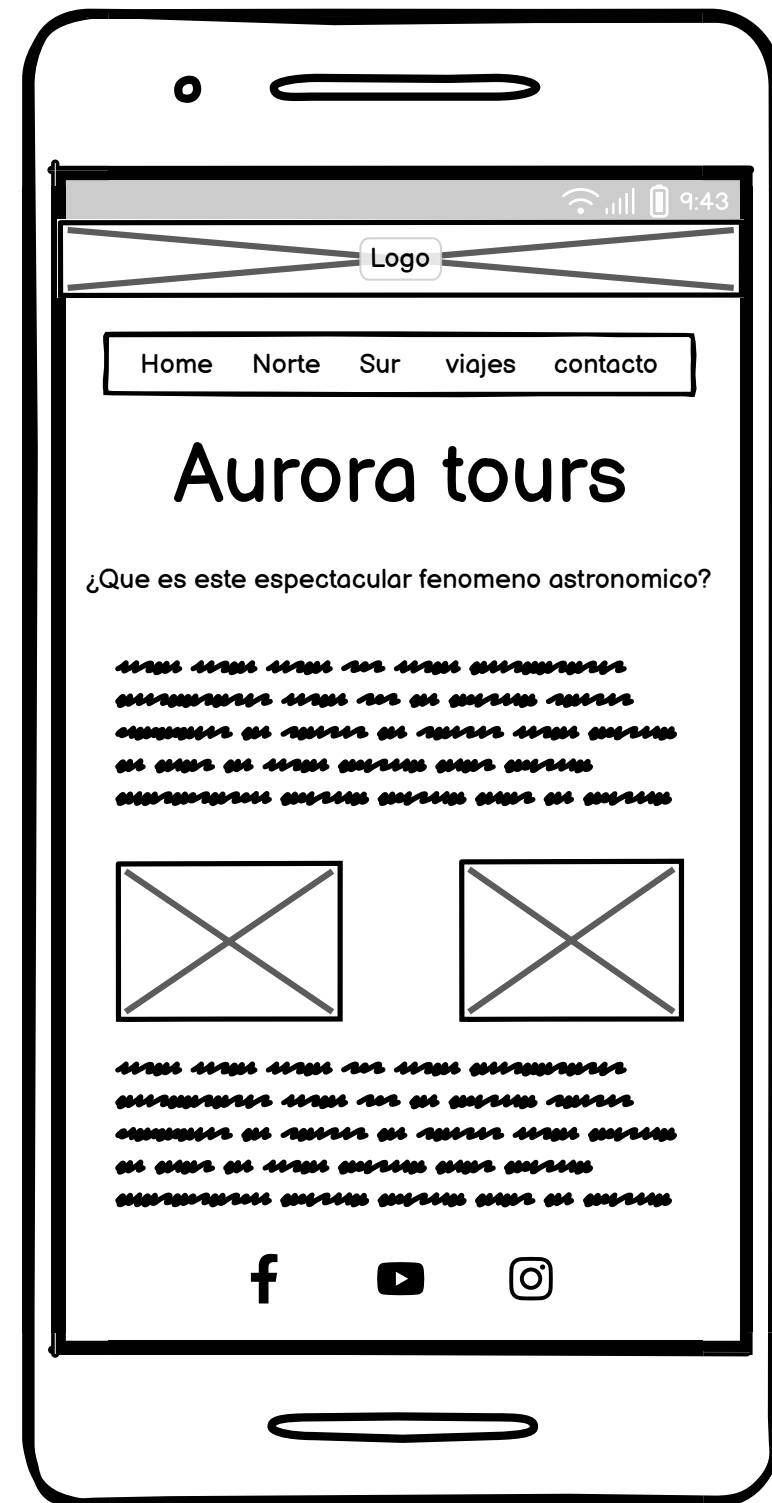 9:43
Logo
Home Norte Sur viajes contacto
Aurora tours
¿Que es este espectacular fenomeno astronomico?